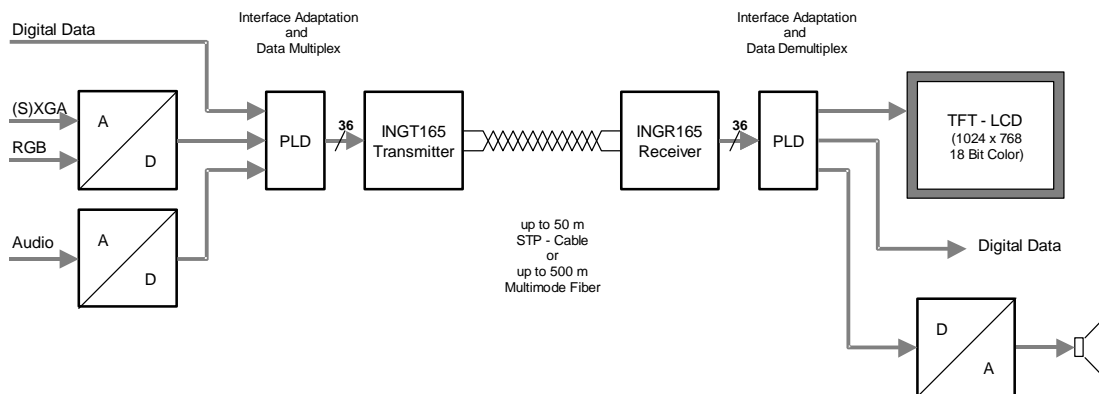 Interface Adaptation
and
Data Multiplex
Interface Adaptation
and
Data Demultiplex
Digital Data
(S)XGA
RGB
A
D
Audio
A
D
PLD
36
INGT165
Transmitter
INGR165
Receiver
36
PLD
TFT - LCD
(1024 x 768
18 Bit Color)
up to 50 m
STP - Cable
or
up to 500 m
Multimode Fiber
Digital Data
D
A